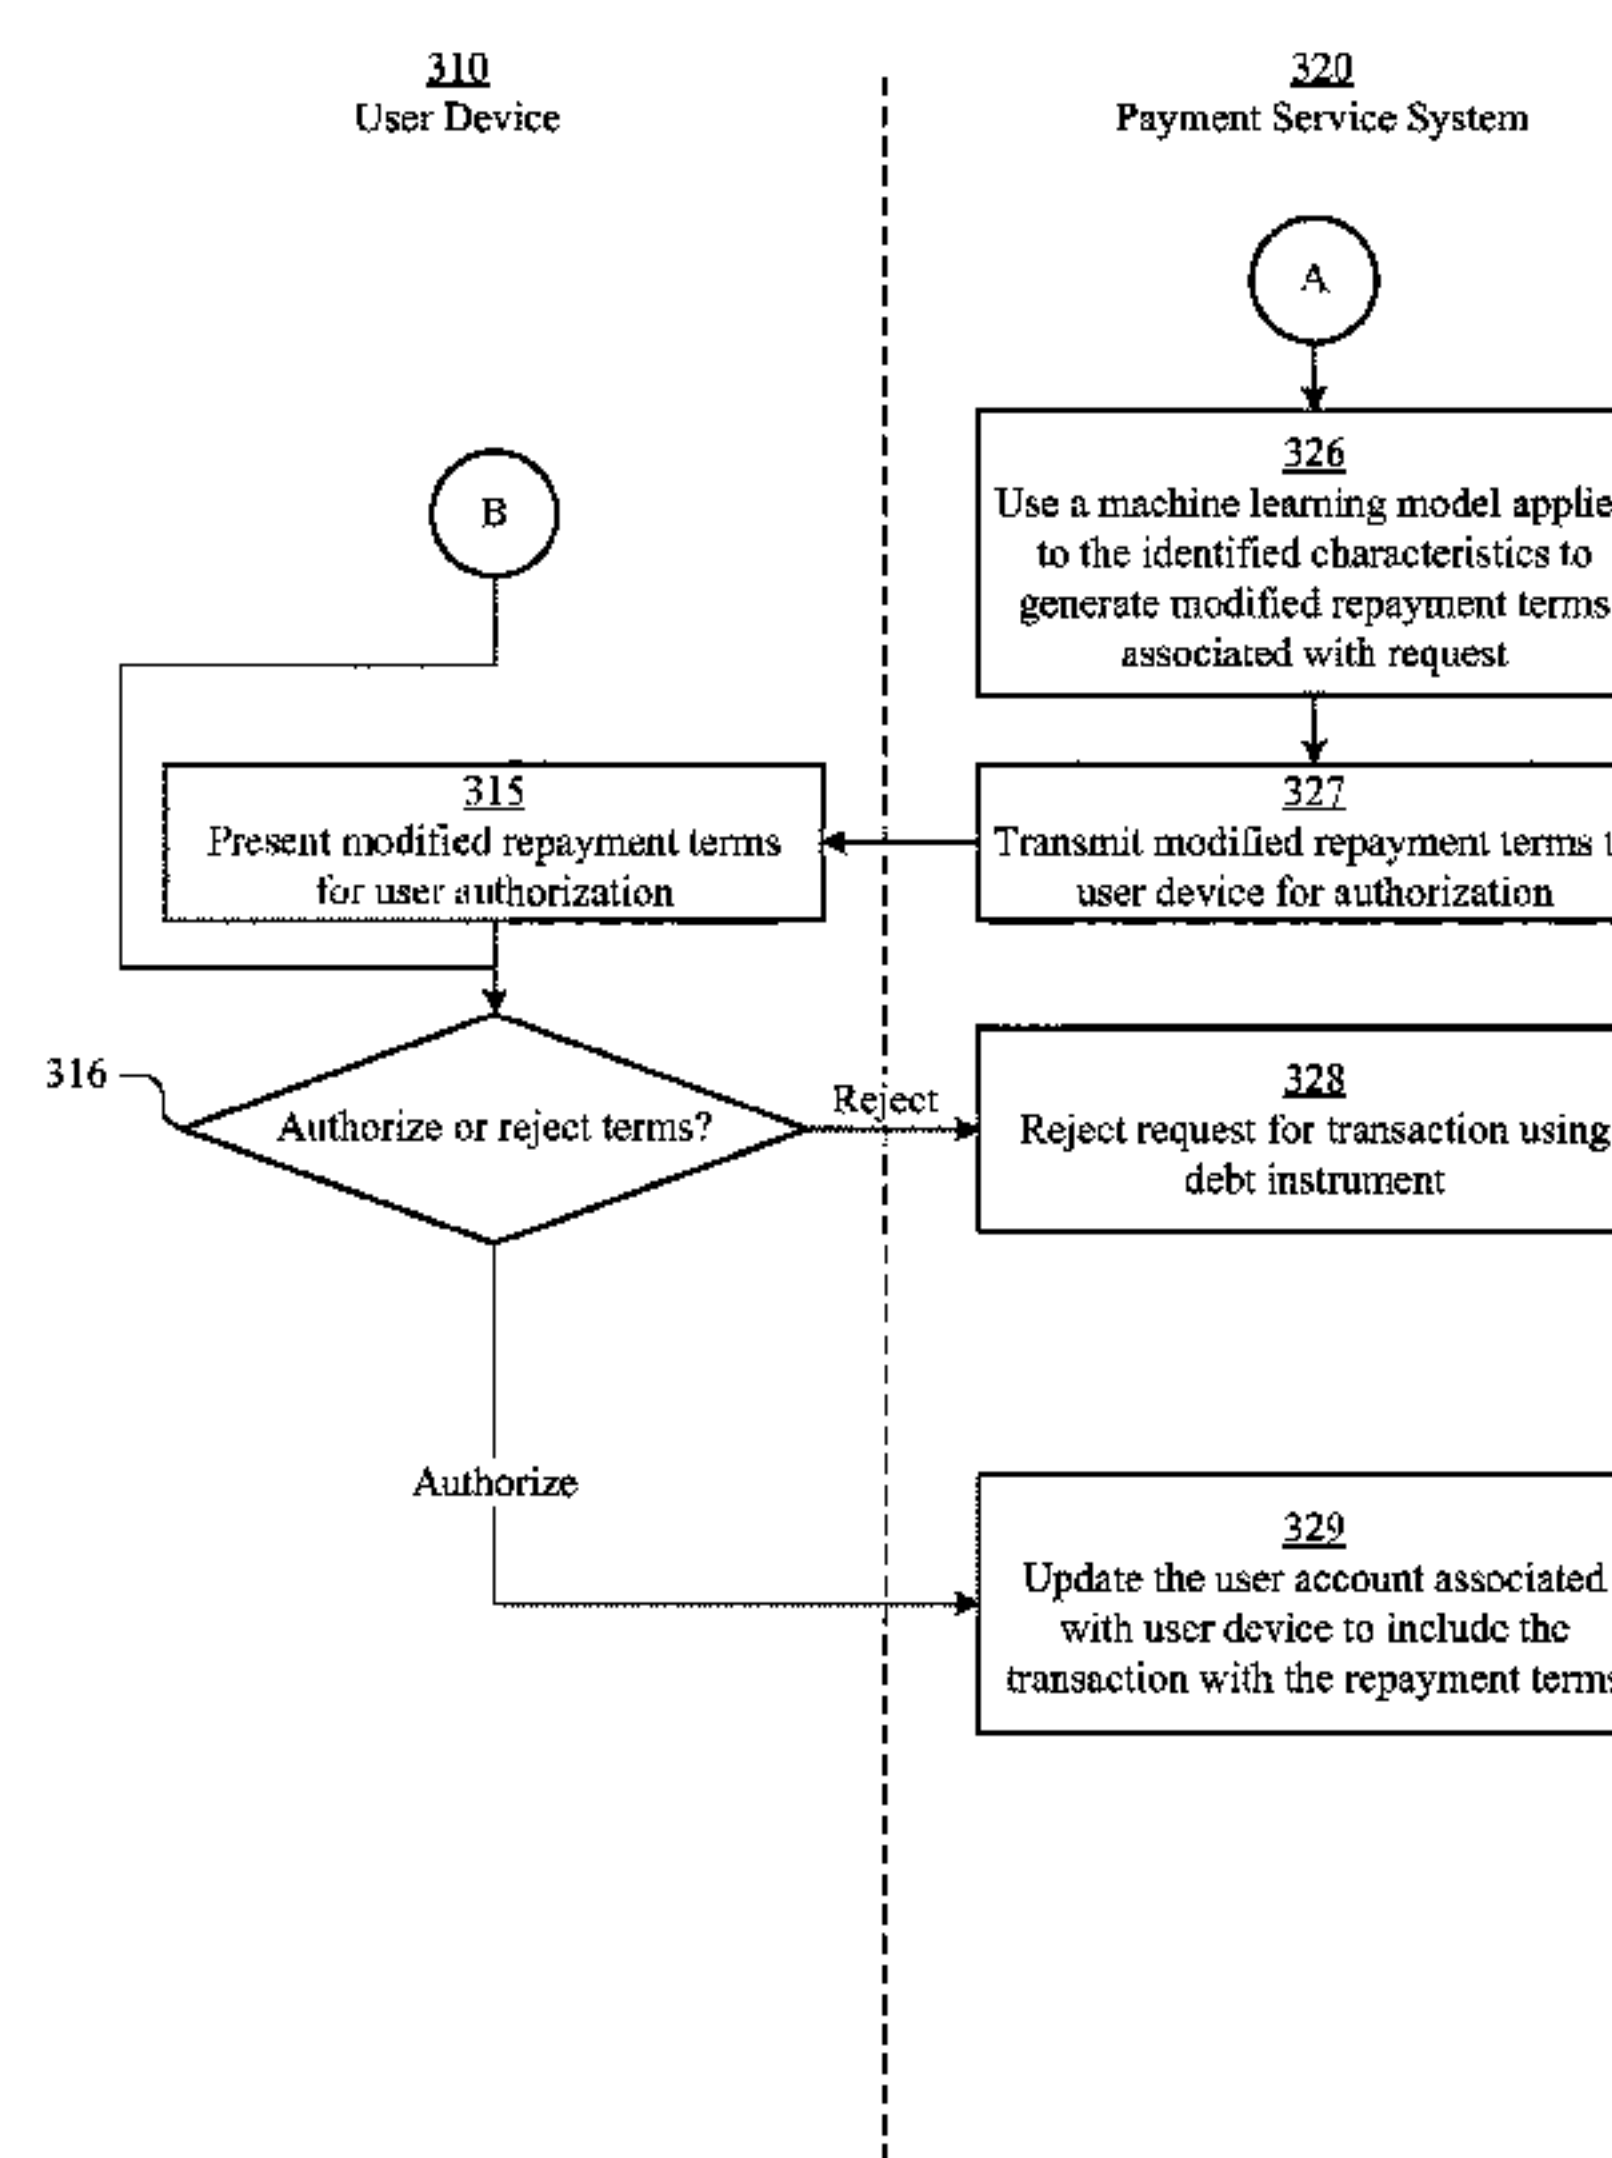 310
User Device
320
Payment Service System
A
326
Use a machine learning model applie
to the identified characteristics to
generate modified repayment terms
associated with request
B
315
Present modified repayment terms
for user authorization
327
Transmit modified repayment terms t
user device for authorization
316
Authorize or reject terms?
Reject
328
Reject request for transaction using
debt instrument
Authorize
329
Update the user account associated
with user device to include the
transaction with the repayment terms